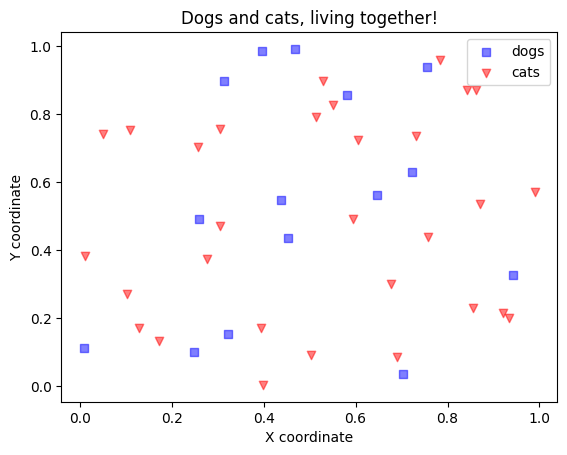 Dogs and cats, living together!
dogs
cats
1.0
0.8
0.6
0.4
0.2
0.0
Y coordinate
0.0 0.2 0.4 0.6 0.8 1.0
X coordinate